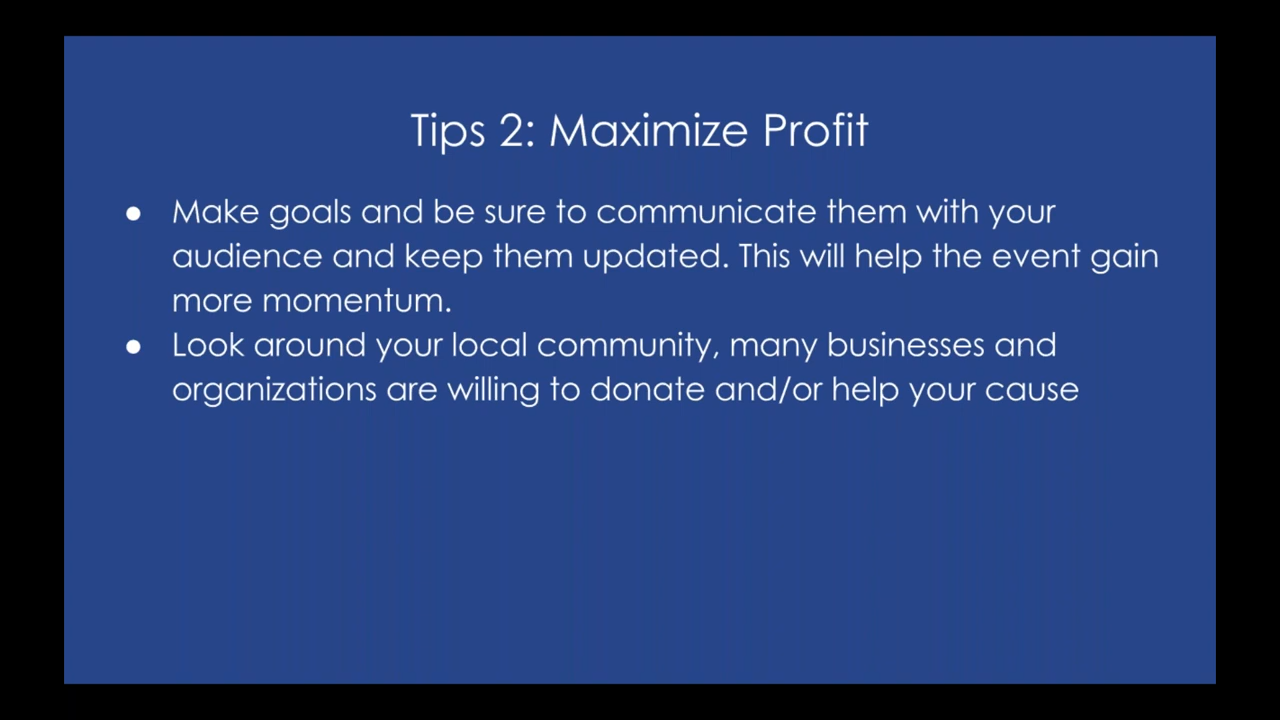 Tips 2: Maximize Profit
● Make goals and be sure to communicate them with your
audience and keep them updated. This will help the event gain
more momentum.
● Look around your local community, many businesses and
organizations are willing to donate and/or help your cause